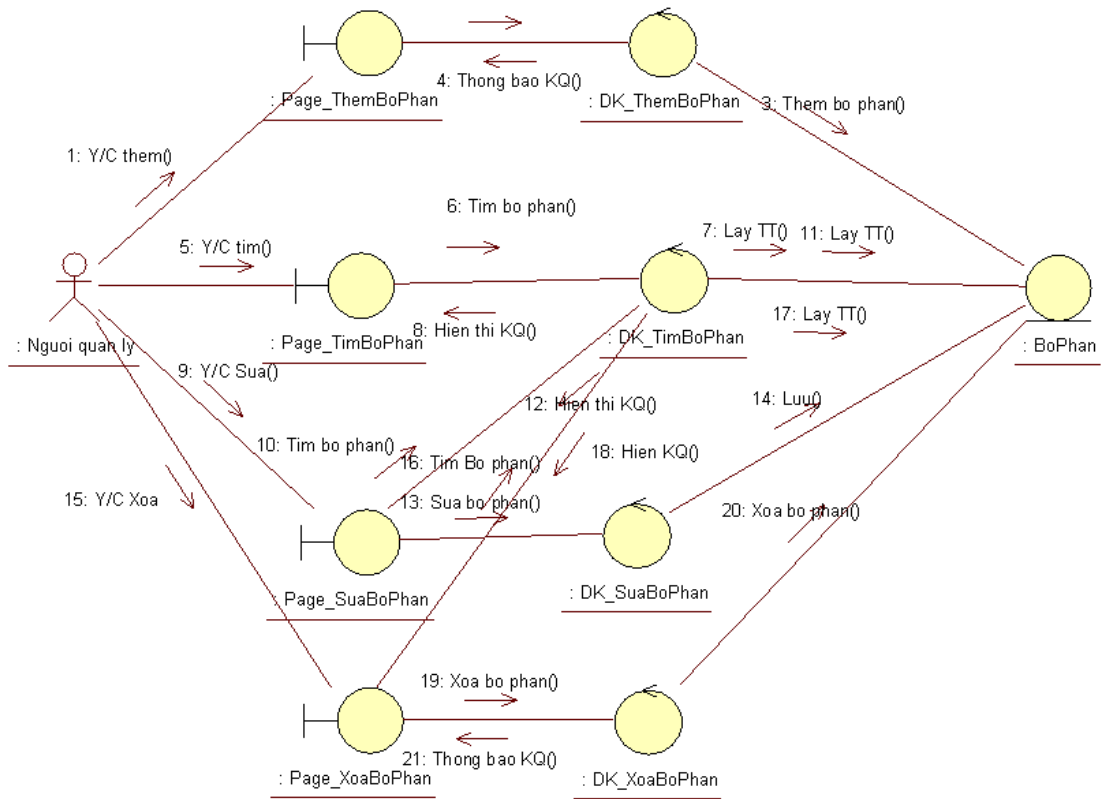 4: Thong bao KQ()
: Page_ThemBoPhan
: DK_ThemBoPhan
3: Them bo phan()
1: Y/C them()
6: Tim bo phan()
5: Y/C tim()
7: Lay TT()
11: Lay TT()
8: Hien thi KQ()
17: Lay TT()
: Nguoi quan ly
: Page_TimBoPhan
: DK_TimBoPhan
: BoPhan
9: Y/C Sua()
12: Hien thi KQ()
14: Luu()
10: Tim bo phan()
16: Tim Bo phan()
18: Hien KQ()
15: Y/C Xoa
13: Sua bo phan()
20: Xoa bo phan()
: Page_SuaBoPhan
: DK_SuaBoPhan
19: Xoa bo phan()
21: Thong bao KQ()
: Page_XoaBoPhan
: DK_XoaBoPhan